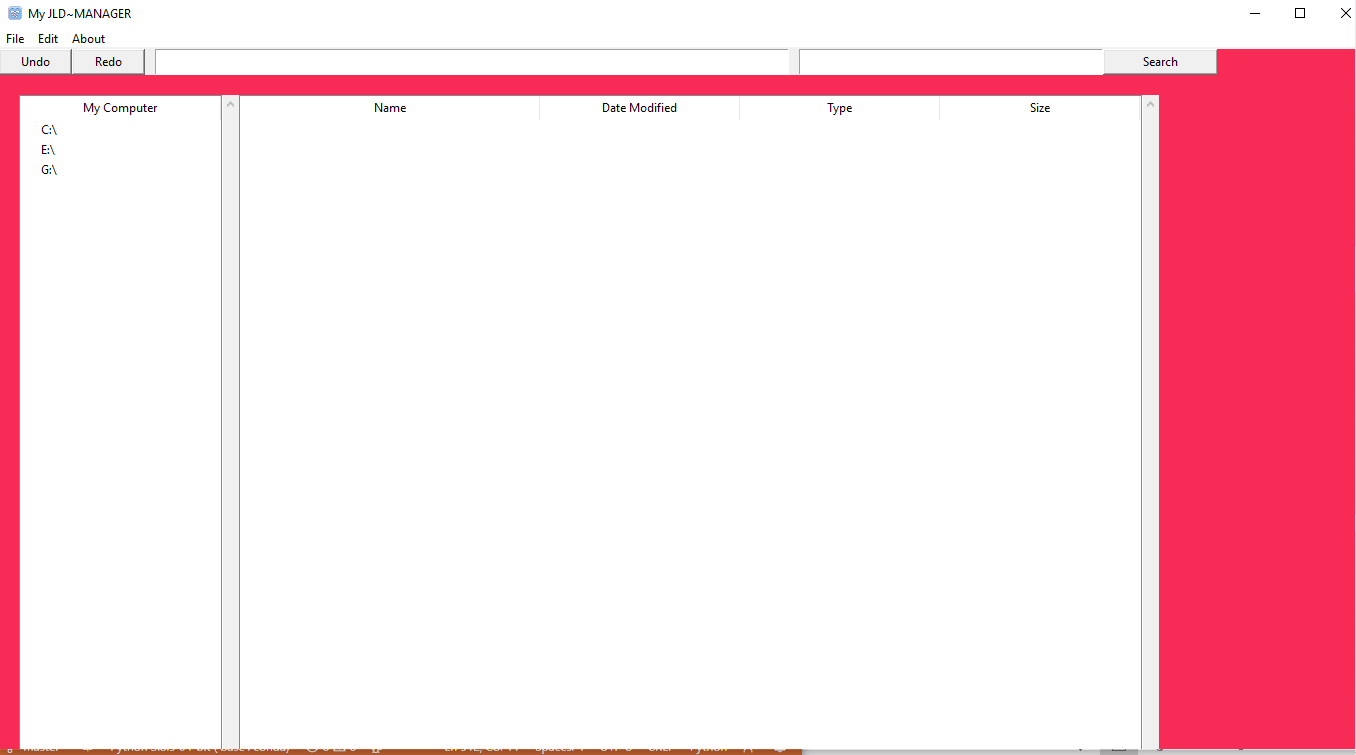 My JLD~MANAGER
File Edit About
Undo Redo Search
My Computer Name Date Modified Type Size
C:\
E:\
G:\